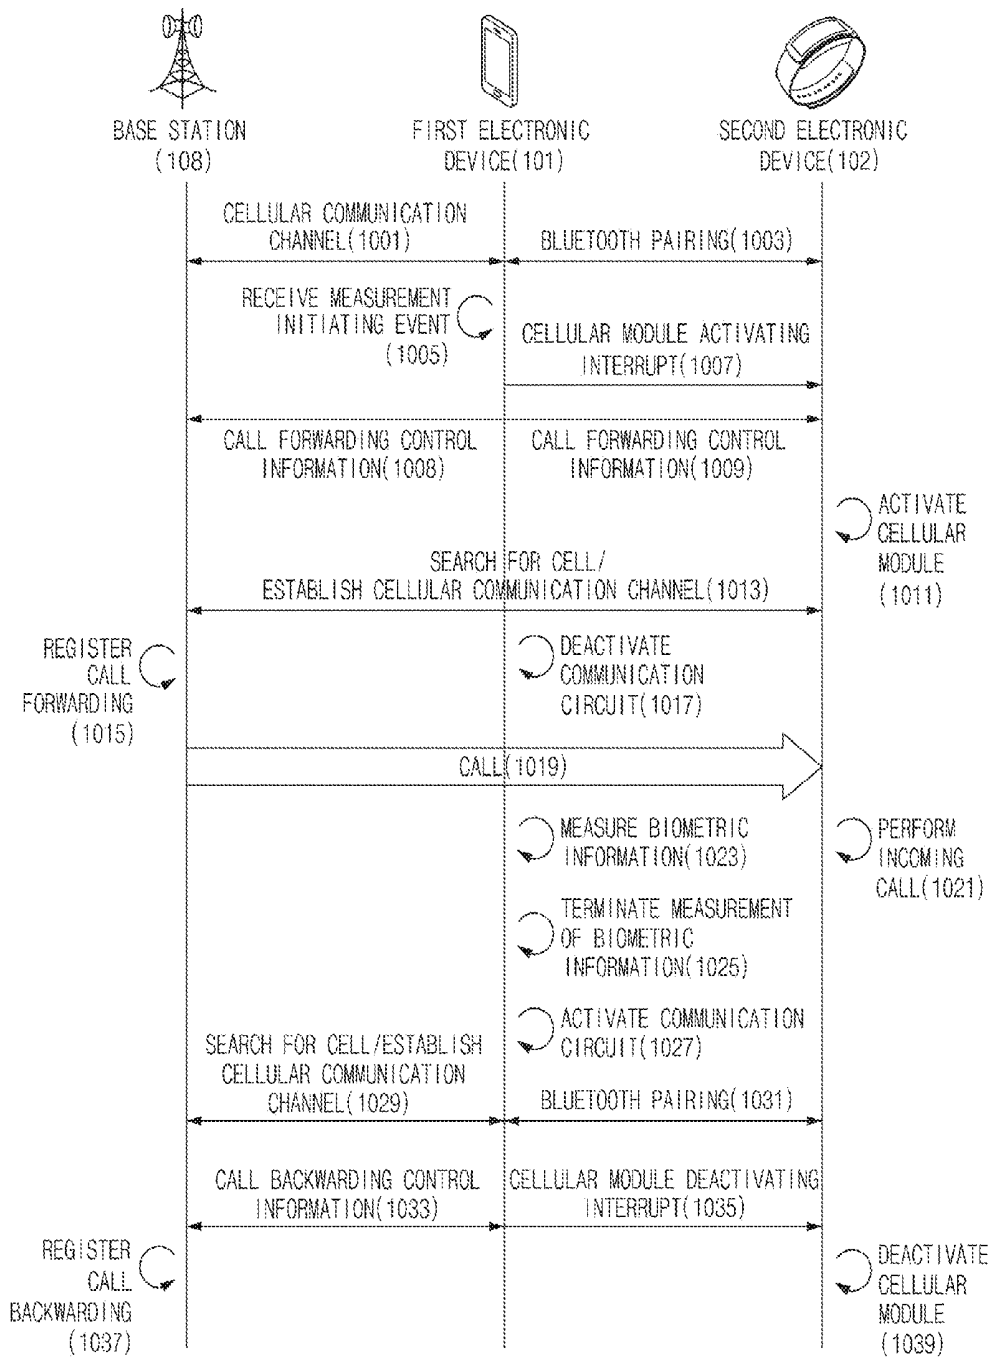 BASE STATION
(108)
FIRST ELECTRONIC
DEVICE(101)
SECOND ELECTRONIC
DEVICE(102)
CELLULAR COMMUNICATION
CHANNEL(1001)
BLUETOOTH PAIRING(1003)
RECEIVE MEASUREMENT
INITIATING EVENT
(1005)
CELLULAR MODULE ACTIVATING
INTERRUPT(1007)
CALL FORWARDING CONTROL
INFORMATION(1008)
CALL FORWARDING CONTROL
INFORMATION(1009)
ACTIVATE
CELLULAR
MODULE
(1011)
SEARCH FOR CELL/
ESTABLISH CELLULAR COMMUNICATION CHANNEL(1013)
REGISTER
CALL
FORWARDING
(1015)
DEACTIVATE
COMMUNICATION
CIRCUIT(1017)
CALL(1019)
MEASURE BIOMETRIC
INFORMATION(1023)
PERFORM
INCOMING
CALL(1021)
TERMINATE MEASUREMENT
OF BIOMETRIC
INFORMATION(1025)
ACTIVATE COMMUNICATION
CIRCUIT(1027)
SEARCH FOR CELL/ESTABLISH
CELLULAR COMMUNICATION
CHANNEL(1029)
BLUETOOTH PAIRING(1031)
CALL BACKWARDING CONTROL
INFORMATION(1033)
CELLULAR MODULE DEACTIVATING
INTERRUPT(1035)
REGISTER
CALL
BACKWARDING
(1037)
DEACTIVATE
CELLULAR
MODULE
(1039)